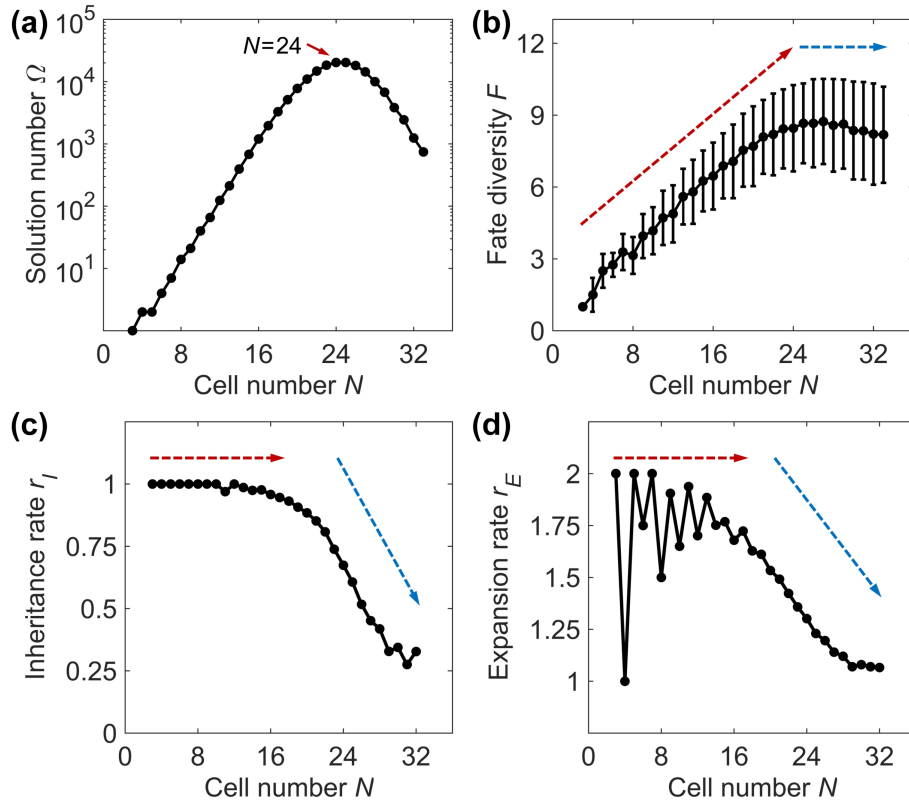 (a)
10^5
10^4
10^3
10^2
10^1
Solution number Ω
N=24
0 8 16 24 32
Cell number N
(b)
12
9
6
3
0
Fate diversity F
0 8 16 24 32
Cell number N
(c)
1
0.75
0.5
0.25
0
Inheritance rate r_I
0 8 16 24 32
Cell number N
(d)
2
1.75
1.5
1.25
1
Expansion rate r_E
0 8 16 24 32
Cell number N